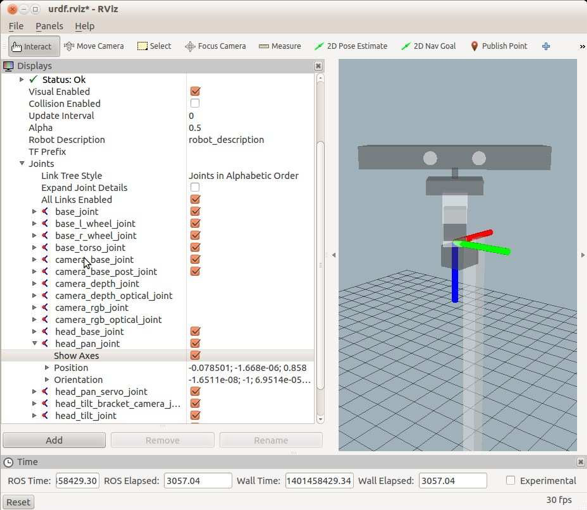 urdf.rviz* - RViz
File Panels Help
Interact Move Camera Select Focus Camera Measure 2D Pose Estimate 2D Nav Goal Publish Point »
Displays
Status: Ok
Visual Enabled
Collision Enabled
Update Interval 0
Alpha 0.5
Robot Description robot_description
TF Prefix
Joints
Link Tree Style Joints in Alphabetic Order
Expand Joint Details
All Links Enabled
base_joint
base_l_wheel_joint
base_r_wheel_joint
base_torso_joint
camera_base_joint
camera_base_post_joint
camera_depth_joint
camera_depth_optical_joint
camera_rgb_joint
camera_rgb_optical_joint
head_base_joint
head_pan_joint
Show Axes
Position -0.078501; -1.668e-06; 0.858
Orientation -1.6511e-08; -1; 6.9514e-05...
head_pan_servo_joint
head_tilt_bracket_camera_j...
head_tilt_joint
Add Remove Rename
Time
ROS Time: 58429.30 ROS Elapsed: 3057.04 Wall Time: 1401458429.34 Wall Elapsed: 3057.04 Experimental
Reset 30 fps